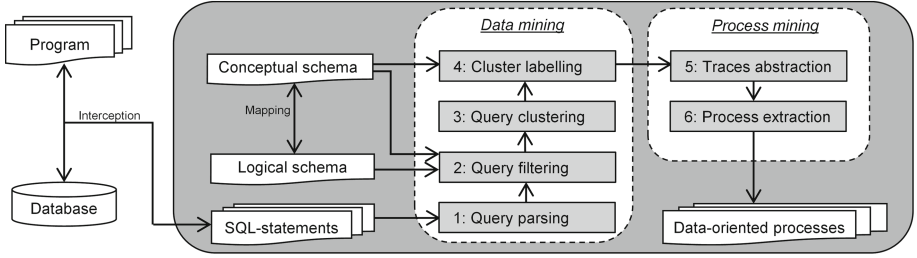 Program
Interception
Database
Conceptual schema
Mapping
Logical schema
SQL-statements
Data mining
4: Cluster labelling
3: Query clustering
2: Query filtering
1: Query parsing
Process mining
5: Traces abstraction
6: Process extraction
Data-oriented processes